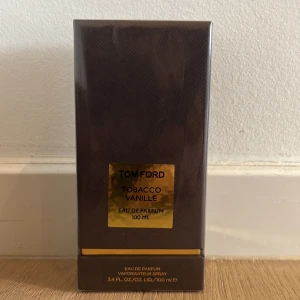 TOM FORD
TOBACCO
VANILLE
EAU DE PARFUM
100 ML
EAU DE PARFUM
VAPORISATEUR SPRAY
3.4 FL.OZ./OZ. LIQ./100 ml ℮